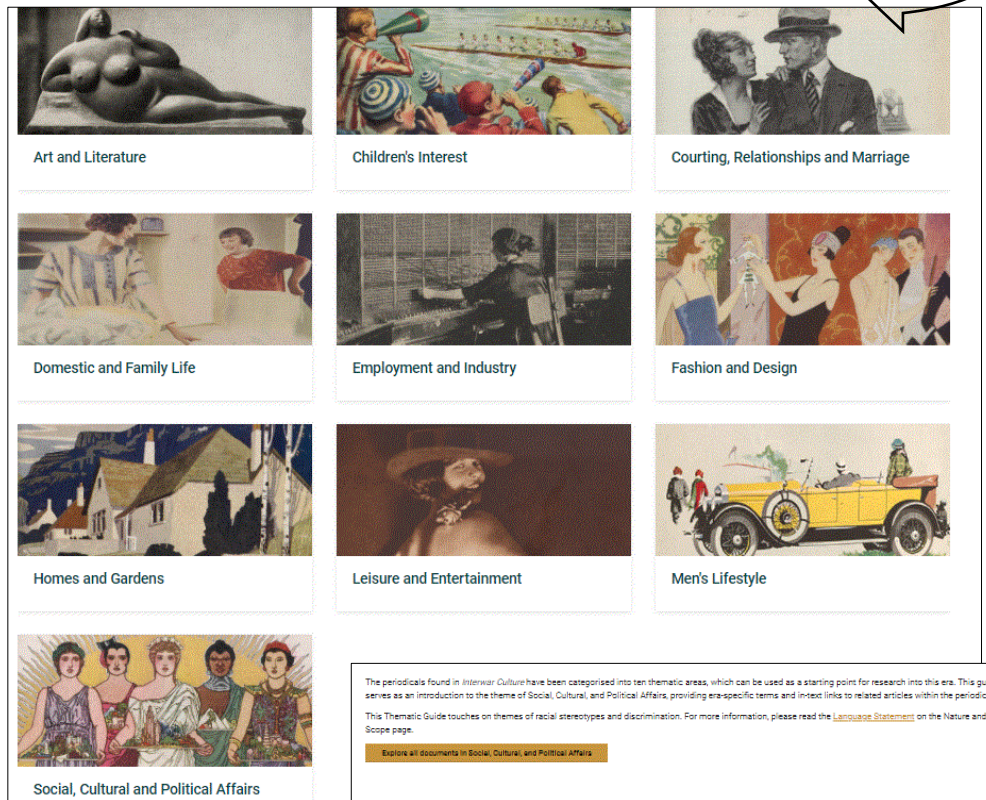 Art and Literature
Children's Interest
Courting, Relationships and Marriage
Domestic and Family Life
Employment and Industry
Fashion and Design
Homes and Gardens
Leisure and Entertainment
Men's Lifestyle
Social, Cultural and Political Affairs
The periodicals found in Interwar Culture have been categorised into ten thematic areas, which can be used as a starting point for research into this era. This gu
serves as an introduction to the theme of Social, Cultural, and Political Affairs, providing era-specific terms and in-text links to related articles within the periodic
This Thematic Guide touches on themes of racial stereotypes and discrimination. For more information, please read the Language Statement on the Nature and
Scope page.
Explore all documents in Social, Cultural, and Political Affairs